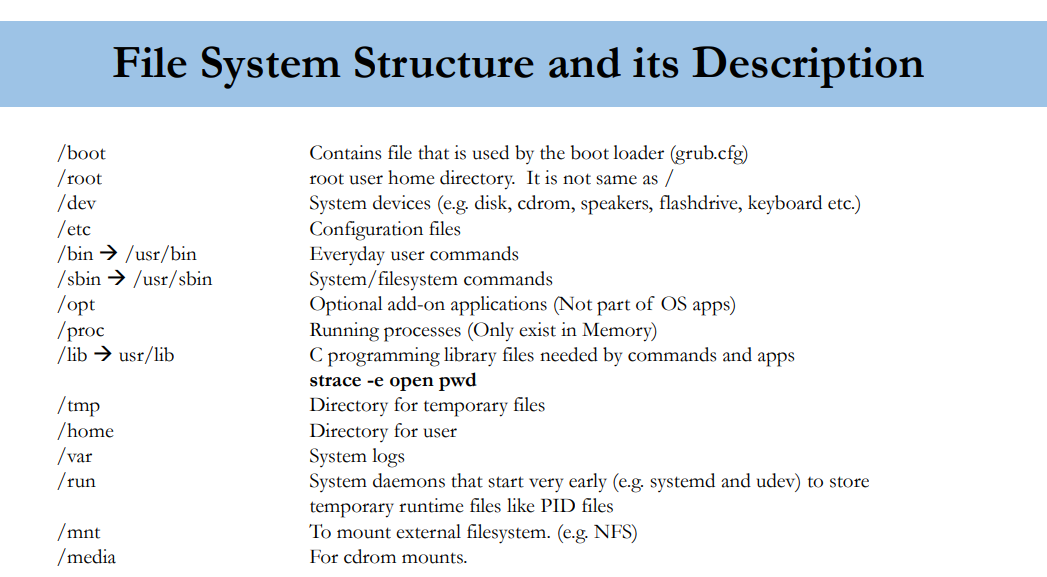 File System Structure and its Description
/boot Contains file that is used by the boot loader (grub.cfg)
/root root user home directory. It is not same as /
/dev System devices (e.g. disk, cdrom, speakers, flashdrive, keyboard etc.)
/etc Configuration files
/bin → /usr/bin Everyday user commands
/sbin → /usr/sbin System/filesystem commands
/opt Optional add-on applications (Not part of OS apps)
/proc Running processes (Only exist in Memory)
/lib → usr/lib C programming library files needed by commands and apps
strace -e open pwd
/tmp Directory for temporary files
/home Directory for user
/var System logs
/run System daemons that start very early (e.g. systemd and udev) to store
temporary runtime files like PID files
/mnt To mount external filesystem. (e.g. NFS)
/media For cdrom mounts.